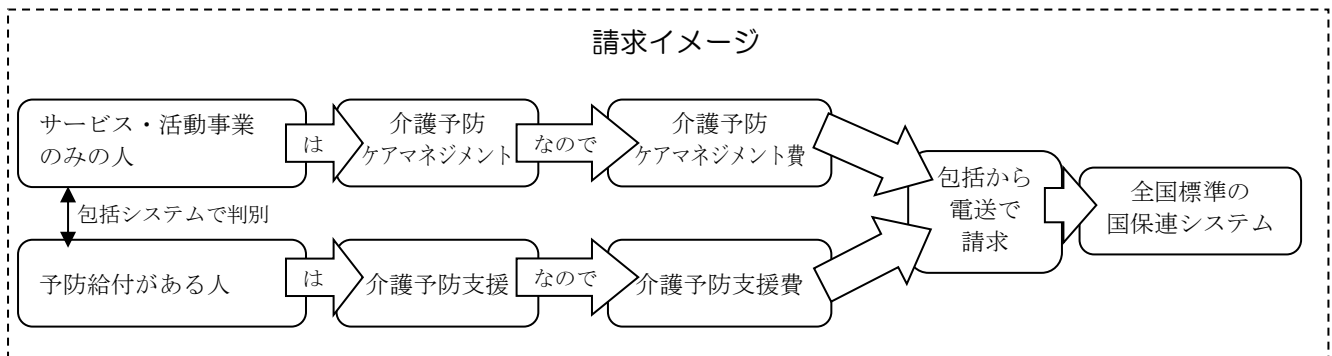 請求イメージ
サービス・活動事業
のみの人
は
介護予防
ケアマネジメント
なので
介護予防
ケアマネジメント費
包括から
電送で
請求
全国標準の
国保連システム
包括システムで判別
予防給付がある人
は
介護予防支援
なので
介護予防支援費